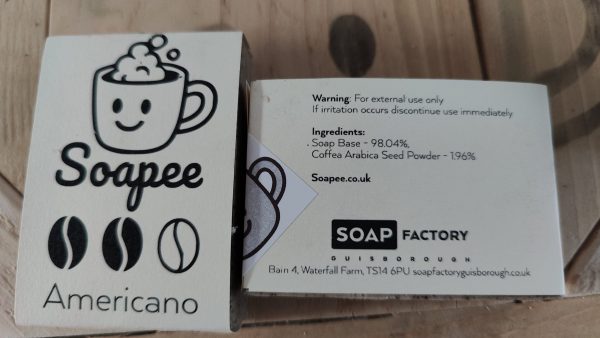 Soapee
Americano
Warning: For external use only
If irritation occurs discontinue use immediately
Ingredients:
Soap Base - 98.04%,
Coffea Arabica Seed Powder - 1.96%
Soapee.co.uk
SOAP FACTORY
GUISBOROUGH
Barn 4, Waterfall Farm, TS14 6PU soapfactoryguisborough.co.uk